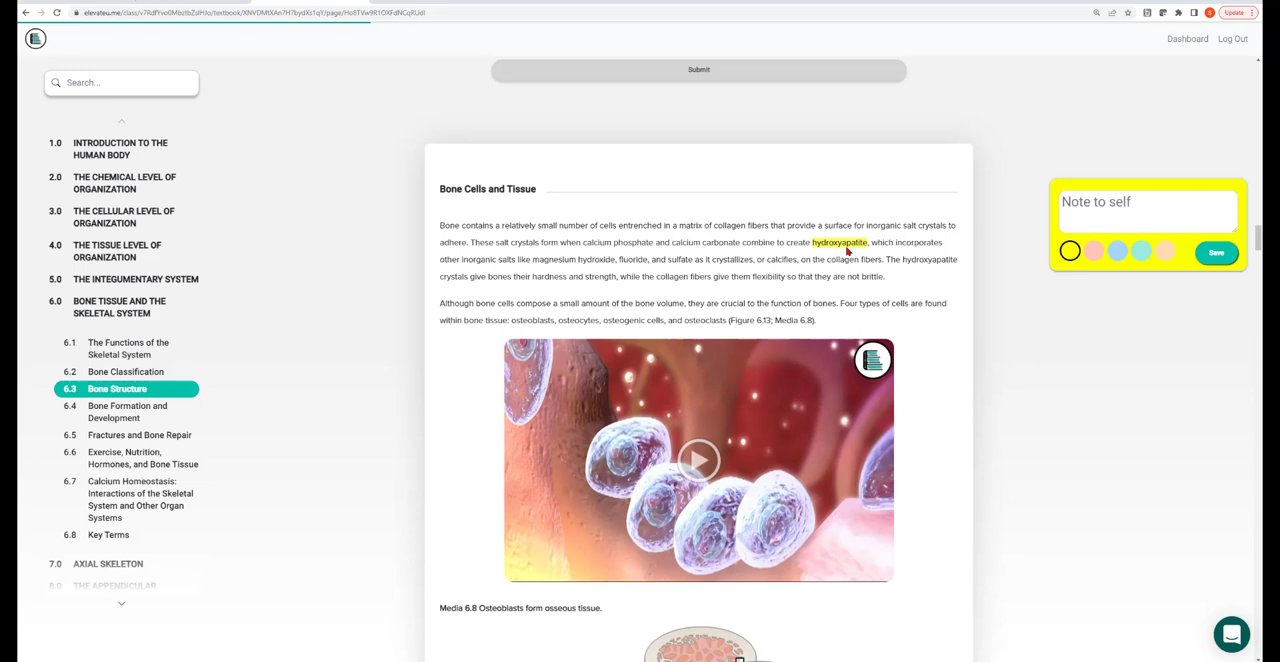 elevateu.me/class/v7RdfYvo0MbztbZslHJo/textbook/XNVDMtXAn7H7bydXs1qY/page/Ho8TVw9R1OXFdNCqRUdI
Update
Dashboard
Log Out
Search...
Submit
1.0 INTRODUCTION TO THE
HUMAN BODY
2.0 THE CHEMICAL LEVEL OF
ORGANIZATION
3.0 THE CELLULAR LEVEL OF
ORGANIZATION
4.0 THE TISSUE LEVEL OF
ORGANIZATION
5.0 THE INTEGUMENTARY SYSTEM
6.0 BONE TISSUE AND THE
SKELETAL SYSTEM
6.1 The Functions of the
Skeletal System
6.2 Bone Classification
6.3 Bone Structure
6.4 Bone Formation and
Development
6.5 Fractures and Bone Repair
6.6 Exercise, Nutrition,
Hormones, and Bone Tissue
6.7 Calcium Homeostasis:
Interactions of the Skeletal
System and Other Organ
Systems
6.8 Key Terms
7.0 AXIAL SKELETON
8.0 THE APPENDICULAR
Bone Cells and Tissue
Bone contains a relatively small number of cells entrenched in a matrix of collagen fibers that provide a surface for inorganic salt crystals to
adhere. These salt crystals form when calcium phosphate and calcium carbonate combine to create hydroxyapatite, which incorporates
other inorganic salts like magnesium hydroxide, fluoride, and sulfate as it crystallizes, or calcifies, on the collagen fibers. The hydroxyapatite
crystals give bones their hardness and strength, while the collagen fibers give them flexibility so that they are not brittle.
Although bone cells compose a small amount of the bone volume, they are crucial to the function of bones. Four types of cells are found
within bone tissue: osteoblasts, osteocytes, osteogenic cells, and osteoclasts (Figure 6.13; Media 6.8).
Media 6.8 Osteoblasts form osseous tissue.
Note to self
Save